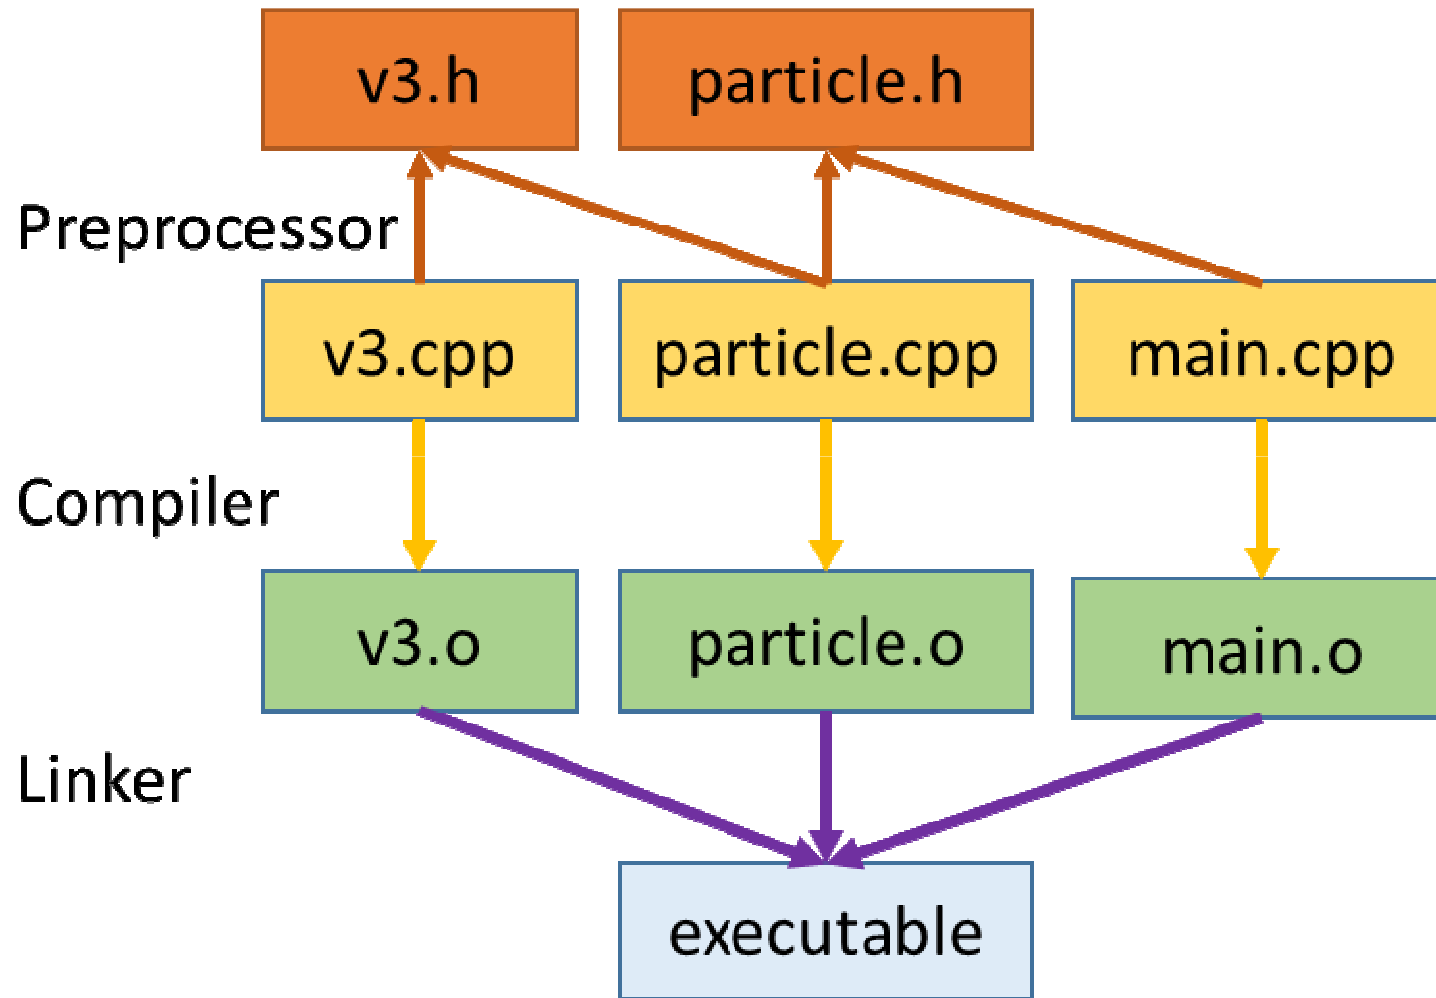 v3.h
particle.h
Preprocessor
v3.cpp
particle.cpp
main.cpp
Compiler
v3.o
particle.o
main.o
Linker
executable